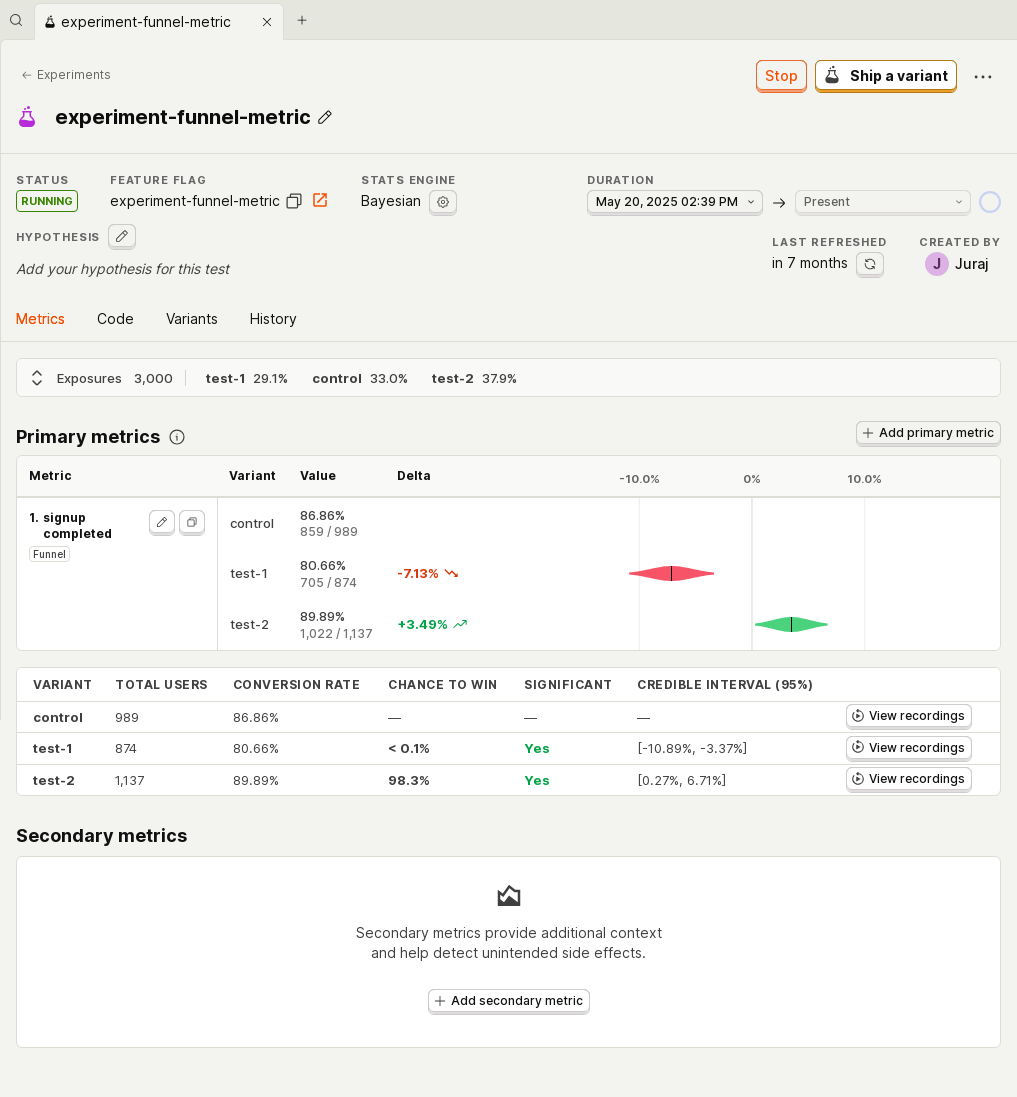 experiment-funnel-metric
Experiments
Stop
Ship a variant
experiment-funnel-metric
STATUS
FEATURE FLAG
STATS ENGINE
DURATION
RUNNING
experiment-funnel-metric
Bayesian
May 20, 2025 02:39 PM
Present
HYPOTHESIS
LAST REFRESHED
CREATED BY
in 7 months
J Juraj
Add your hypothesis for this test
Metrics
Code
Variants
History
Exposures 3,000 test-1 29.1% control 33.0% test-2 37.9%
Primary metrics
Add primary metric
Metric Variant Value Delta -10.0% 0% 10.0%
1. signup completed
Funnel
control 86.86%
859 / 989
test-1 80.66% -7.13%
705 / 874
test-2 89.89% +3.49%
1,022 / 1,137
VARIANT TOTAL USERS CONVERSION RATE CHANCE TO WIN SIGNIFICANT CREDIBLE INTERVAL (95%)
control 989 86.86% — — — View recordings
test-1 874 80.66% < 0.1% Yes [-10.89%, -3.37%] View recordings
test-2 1,137 89.89% 98.3% Yes [0.27%, 6.71%] View recordings
Secondary metrics
Secondary metrics provide additional context
and help detect unintended side effects.
Add secondary metric